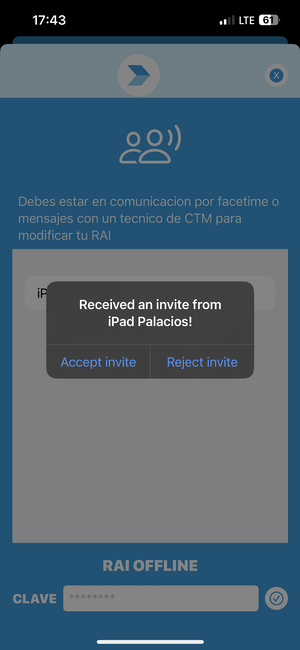 17:43
LTE 61
X
Debes estar en comunicacion por facetime o
mensajes con un tecnico de CTM para
modificar tu RAI
iP
Received an invite from
iPad Palacios!
Accept invite
Reject invite
RAI OFFLINE
CLAVE ********